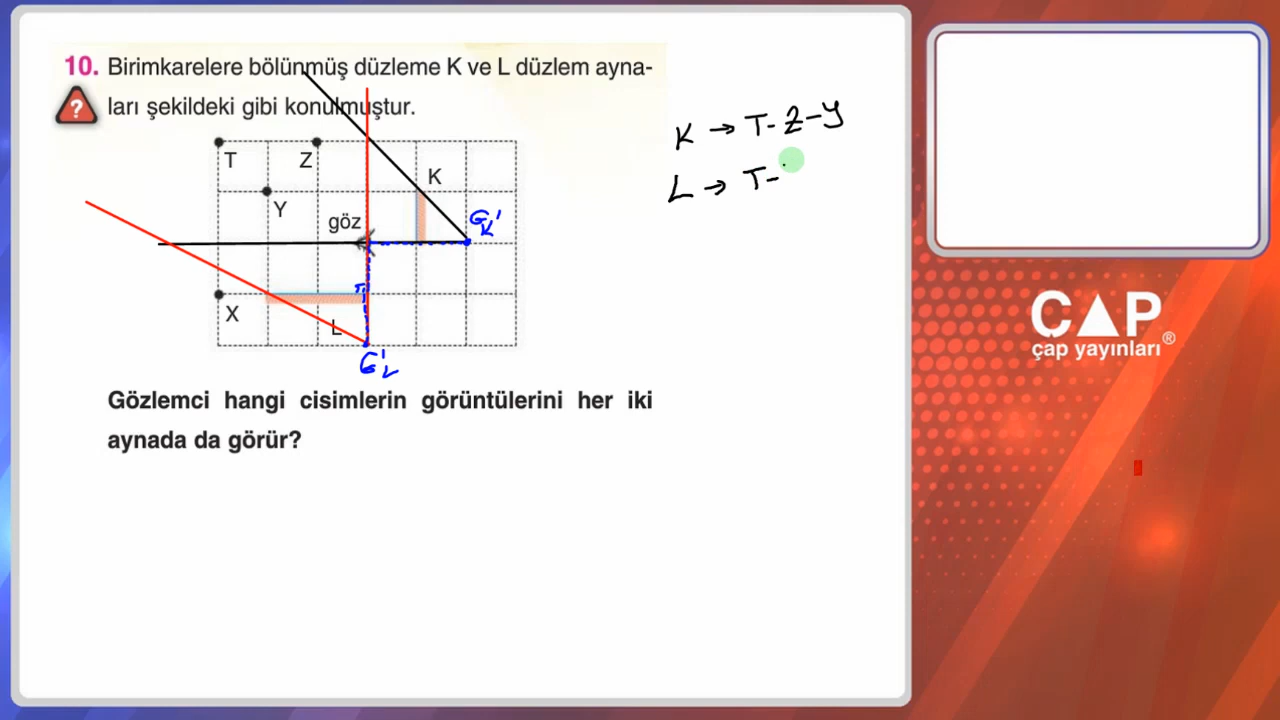 10. Birimkarelere bölünmüş düzleme K ve L düzlem ayna-
ları şekildeki gibi konulmuştur.
?
K → T-Z-Y
L → T-
T
Z
K
Y
göz
G'K
X
L
G'L
Gözlemci hangi cisimlerin görüntülerini her iki
aynada da görür?
ÇAP
çap yayınları®